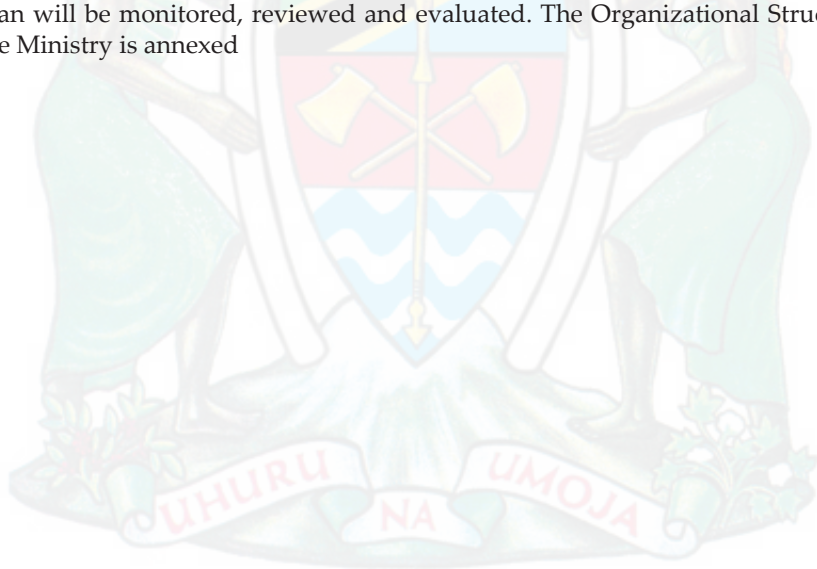 an will be monitored, reviewed and evaluated. The Organizational Stru
e Ministry is annexed
UHURU NA UMOJA